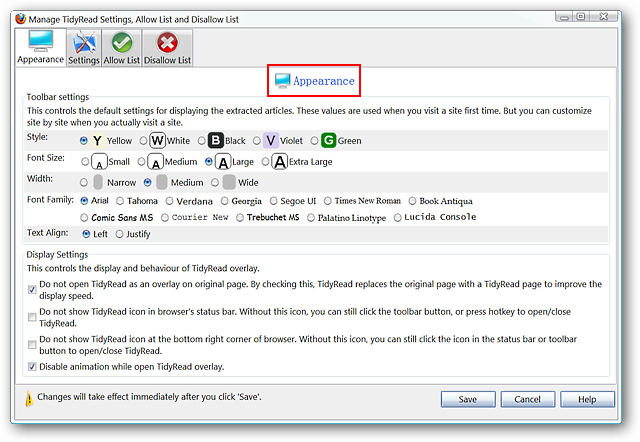 Manage TidyRead Settings, Allow List and Disallow List
Appearance Settings Allow List Disallow List
Appearance
Toolbar settings
This controls the default settings for displaying the extracted articles. These values are used when you visit a site first time. But you can customize
site by site when you actually visit a site.
Style: Y Yellow W White B Black V Violet G Green
Font Size: A Small A Medium A Large A Extra Large
Width: Narrow Medium Wide
Font Family: Arial Tahoma Verdana Georgia Segoe UI Times New Roman Book Antiqua
Comic Sans MS Courier New Trebuchet MS Palatino Linotype Lucida Console
Text Align: Left Justify
Display Settings
This controls the display and behaviour of TidyRead overlay.
Do not open TidyRead as an overlay on original page. By checking this, TidyRead replaces the original page with a TidyRead page to improve the
display speed.
Do not show TidyRead icon in browser's status bar. Without this icon, you can still click the toolbar button, or press hotkey to open/close
TidyRead.
Do not show TidyRead icon at the bottom right corner of browser. Without this icon, you can still click the icon in the status bar or toolbar
button to open/close TidyRead.
Disable animation while open TidyRead overlay.
Changes will take effect immediately after you click 'Save'.
Save Cancel Help